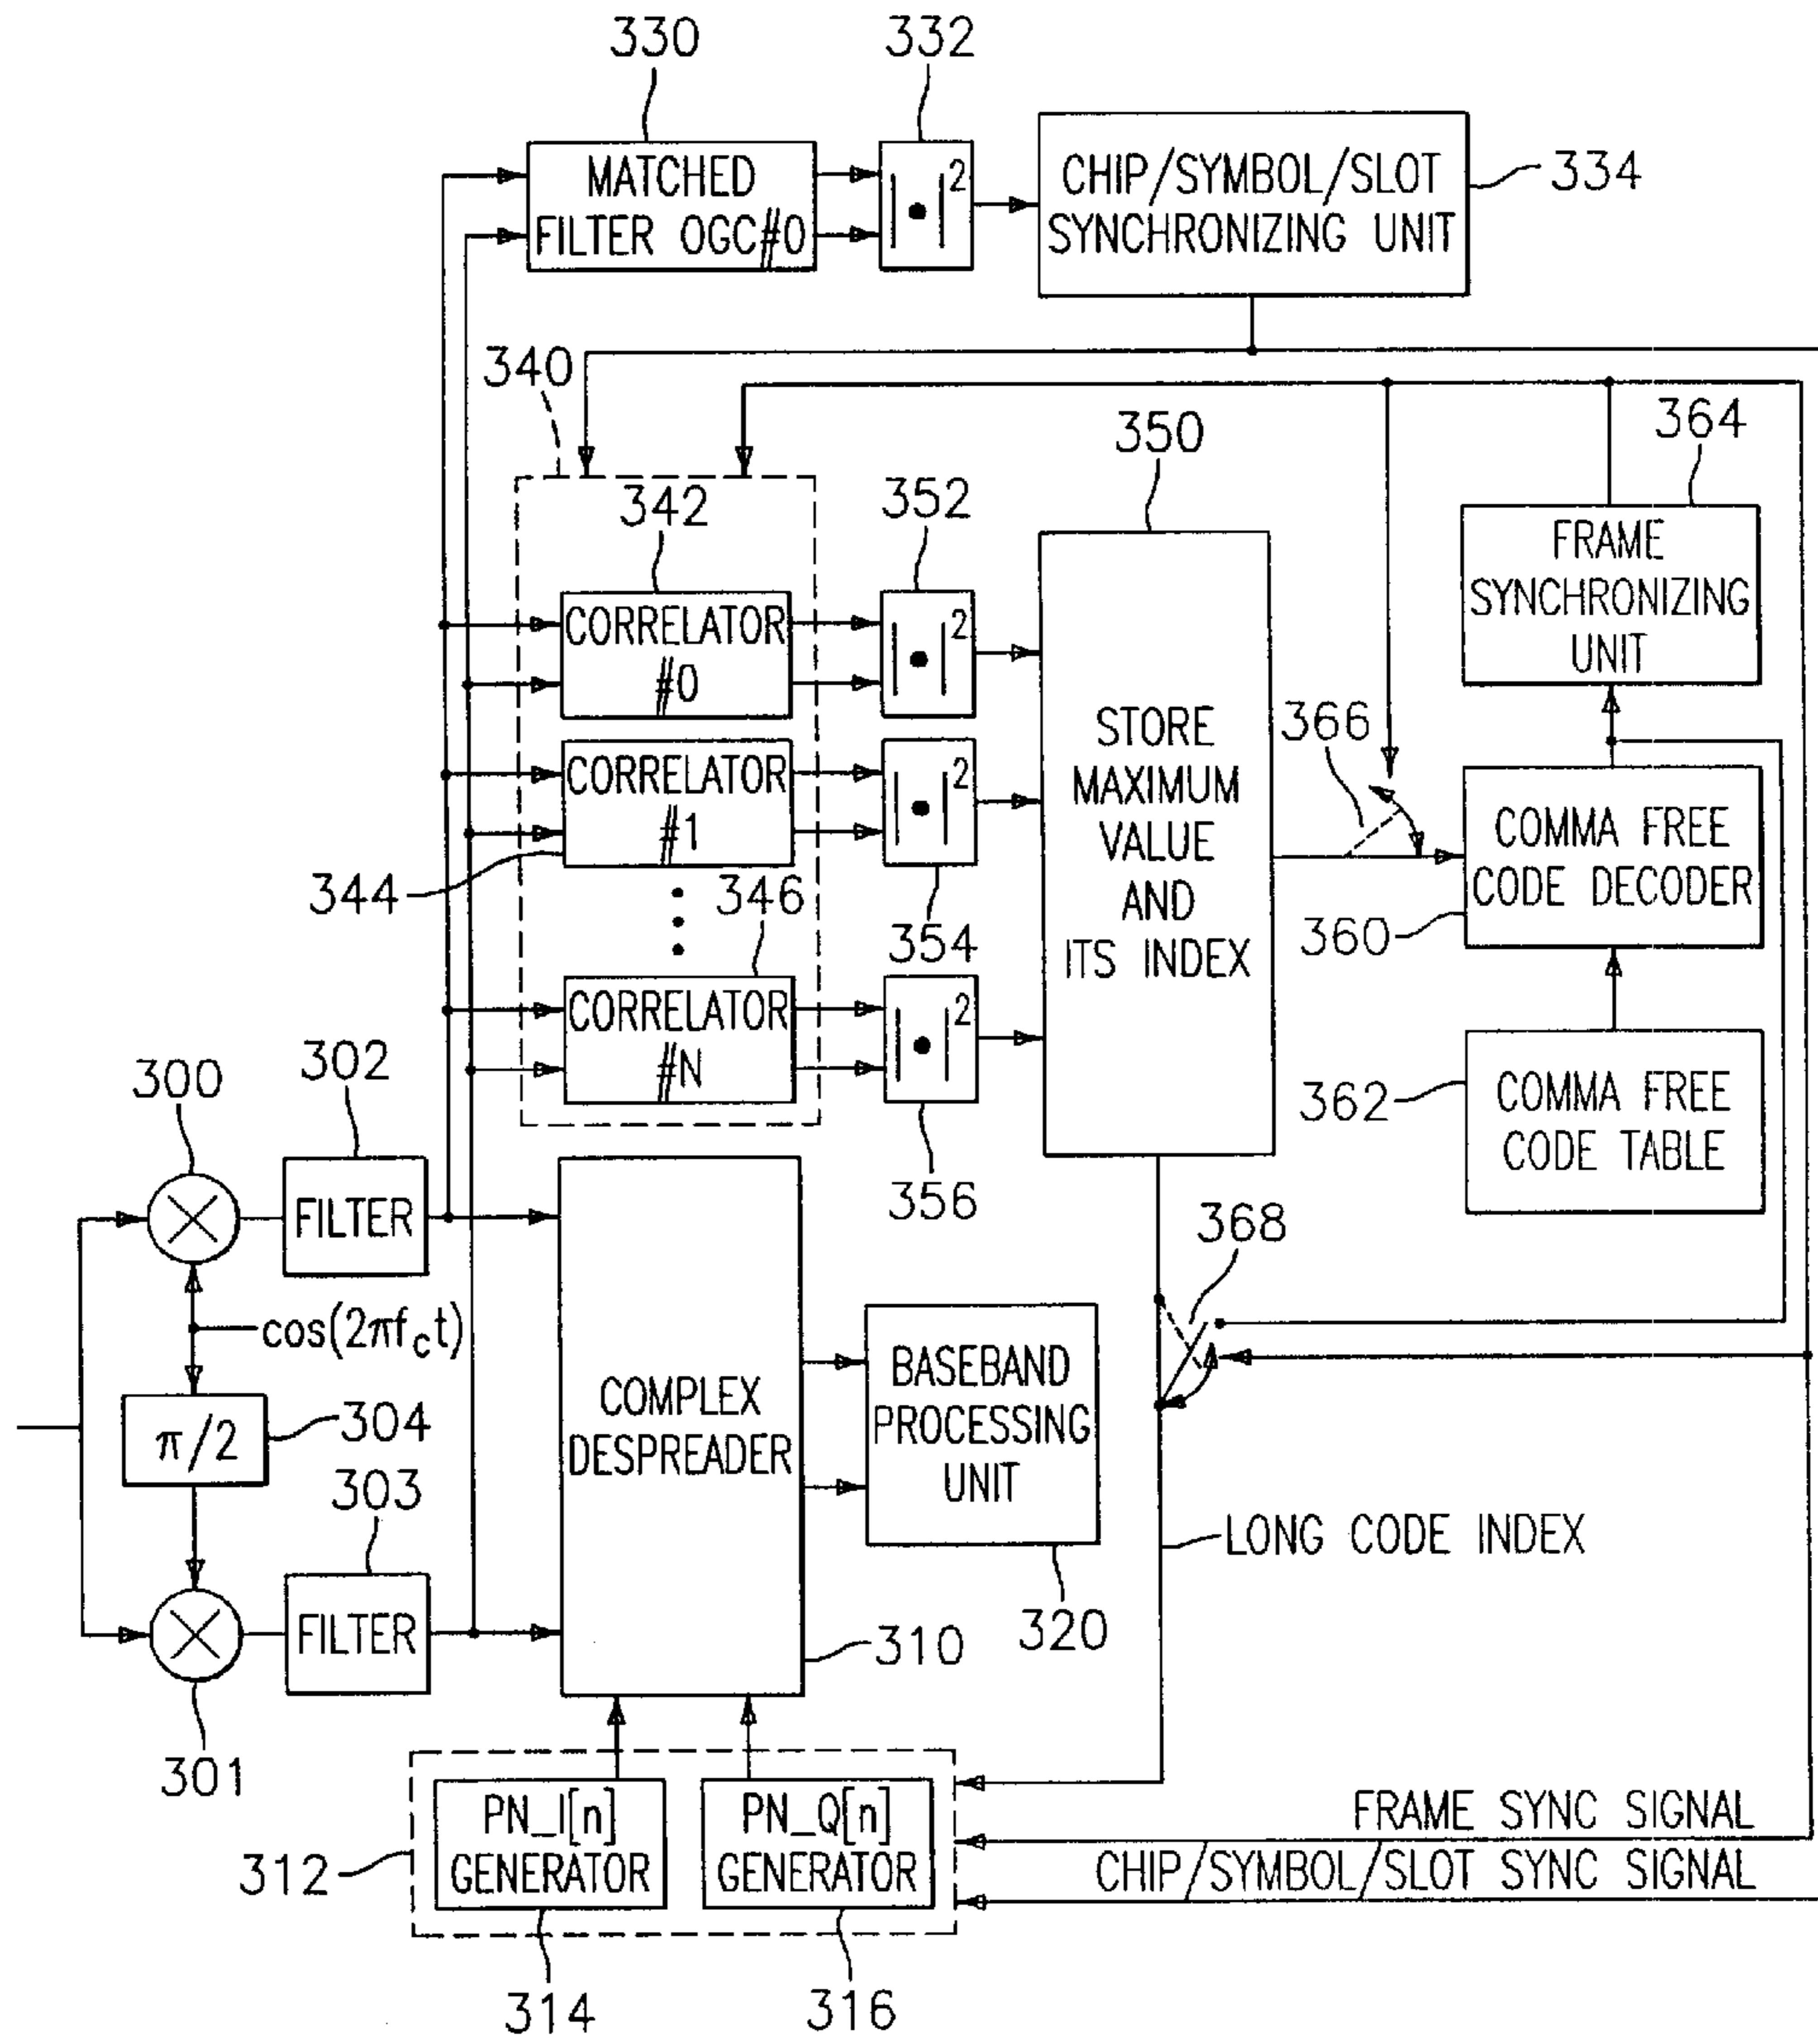 330
332
MATCHED
FILTER OGC#0
| • |²
CHIP/SYMBOL/SLOT
SYNCHRONIZING UNIT
334
340
342
352
350
364
FRAME
SYNCHRONIZING
UNIT
CORRELATOR
#0
| • |²
STORE
MAXIMUM
VALUE
AND
ITS INDEX
366
CORRELATOR
#1
| • |²
344
346
354
COMMA FREE
CODE DECODER
360
CORRELATOR
#N
| • |²
356
COMMA FREE
CODE TABLE
362
300
302
FILTER
368
cos(2πf_c t)
π/2
304
303
FILTER
301
COMPLEX
DESPREADER
310
BASEBAND
PROCESSING
UNIT
320
LONG CODE INDEX
PN_I[n]
GENERATOR
PN_Q[n]
GENERATOR
312
314
316
FRAME SYNC SIGNAL
CHIP/SYMBOL/SLOT SYNC SIGNAL